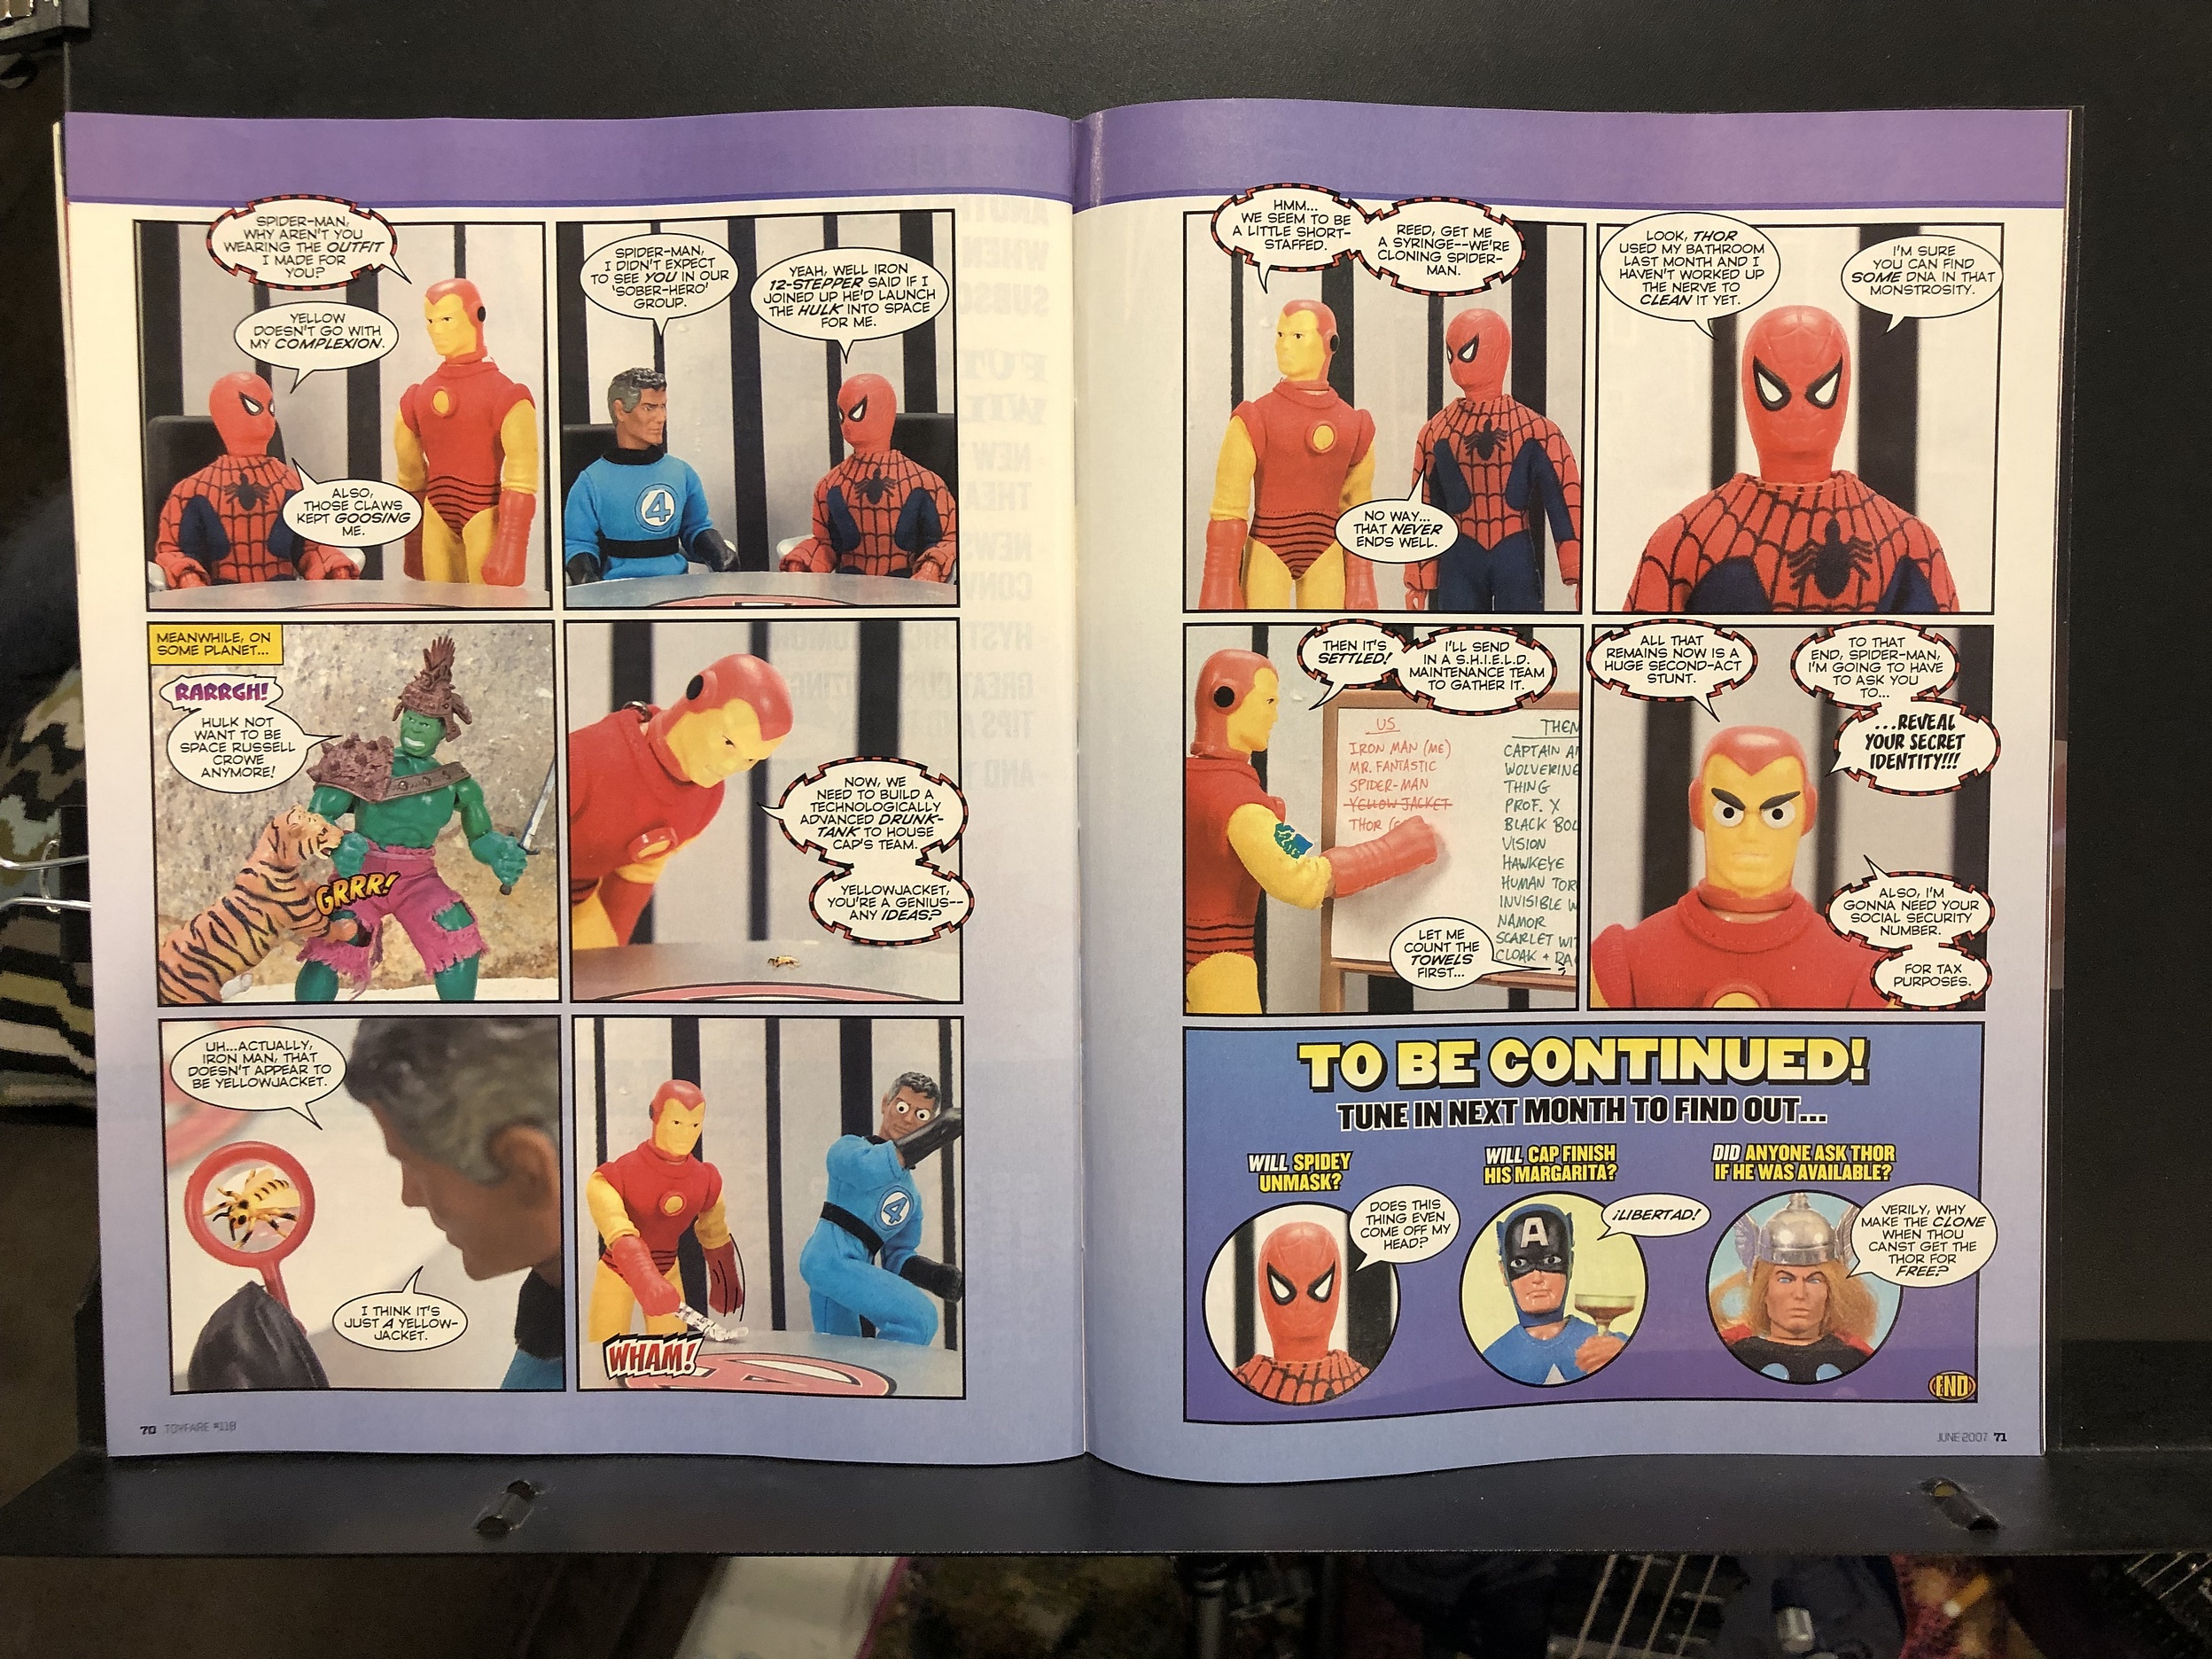 SPIDER-MAN,
WHY AREN'T YOU
WEARING THE OUTFIT
I MADE FOR
YOU?
YELLOW
DOESN'T GO WITH
MY COMPLEXION.
ALSO,
THOSE CLAWS
KEPT GOOSING
ME.
SPIDER-MAN,
I DIDN'T EXPECT
TO SEE YOU IN OUR
'SOBER-HERO'
GROUP.
YEAH, WELL IRON
12-STEPPER SAID IF I
JOINED UP HE'D LAUNCH
THE HULK INTO SPACE
FOR ME.
4
MEANWHILE, ON
SOME PLANET...
RARRGH!
HULK NOT
WANT TO BE
SPACE RUSSELL
CROWE
ANYMORE!
GRRR!
NOW, WE
NEED TO BUILD A
TECHNOLOGICALLY
ADVANCED DRUNK-
TANK TO HOUSE
CAP'S TEAM.
YELLOWJACKET,
YOU'RE A GENIUS--
ANY IDEAS?
UH...ACTUALLY,
IRON MAN, THAT
DOESN'T APPEAR TO
BE YELLOWJACKET.
I THINK IT'S
JUST A YELLOW-
JACKET.
4
WHAM!
70 TOYFARE #118
HMM...
WE SEEM TO BE
A LITTLE SHORT-
STAFFED.
REED, GET ME
A SYRINGE--WE'RE
CLONING SPIDER-
MAN.
NO WAY...
THAT NEVER
ENDS WELL.
LOOK, THOR
USED MY BATHROOM
LAST MONTH AND I
HAVEN'T WORKED UP
THE NERVE TO
CLEAN IT YET.
I'M SURE
YOU CAN FIND
SOME DNA IN THAT
MONSTROSITY.
THEN IT'S
SETTLED!
I'LL SEND
IN A S.H.I.E.L.D.
MAINTENANCE TEAM
TO GATHER IT.
US
IRON MAN (ME)
MR. FANTASTIC
SPIDER-MAN
YELLOW JACKET
THOR (C
THEM
CAPTAIN AM
WOLVERINE
THING
PROF. X
BLACK BOL
VISION
HAWKEYE
HUMAN TOR
INVISIBLE W
NAMOR
SCARLET WIT
CLOAK + DA
LET ME
COUNT THE
TOWELS
FIRST...
ALL THAT
REMAINS NOW IS A
HUGE SECOND-ACT
STUNT.
TO THAT
END, SPIDER-MAN,
I'M GOING TO HAVE
TO ASK YOU
TO...
...REVEAL
YOUR SECRET
IDENTITY!!!
ALSO, I'M
GONNA NEED YOUR
SOCIAL SECURITY
NUMBER.
FOR TAX
PURPOSES.
TO BE CONTINUED!
TUNE IN NEXT MONTH TO FIND OUT...
WILL SPIDEY
UNMASK?
DOES THIS
THING EVEN
COME OFF MY
HEAD?
WILL CAP FINISH
HIS MARGARITA?
A
¡LIBERTAD!
DID ANYONE ASK THOR
IF HE WAS AVAILABLE?
VERILY, WHY
MAKE THE CLONE
WHEN THOU
CANST GET THE
THOR FOR
FREE?
END
JUNE 2007 71